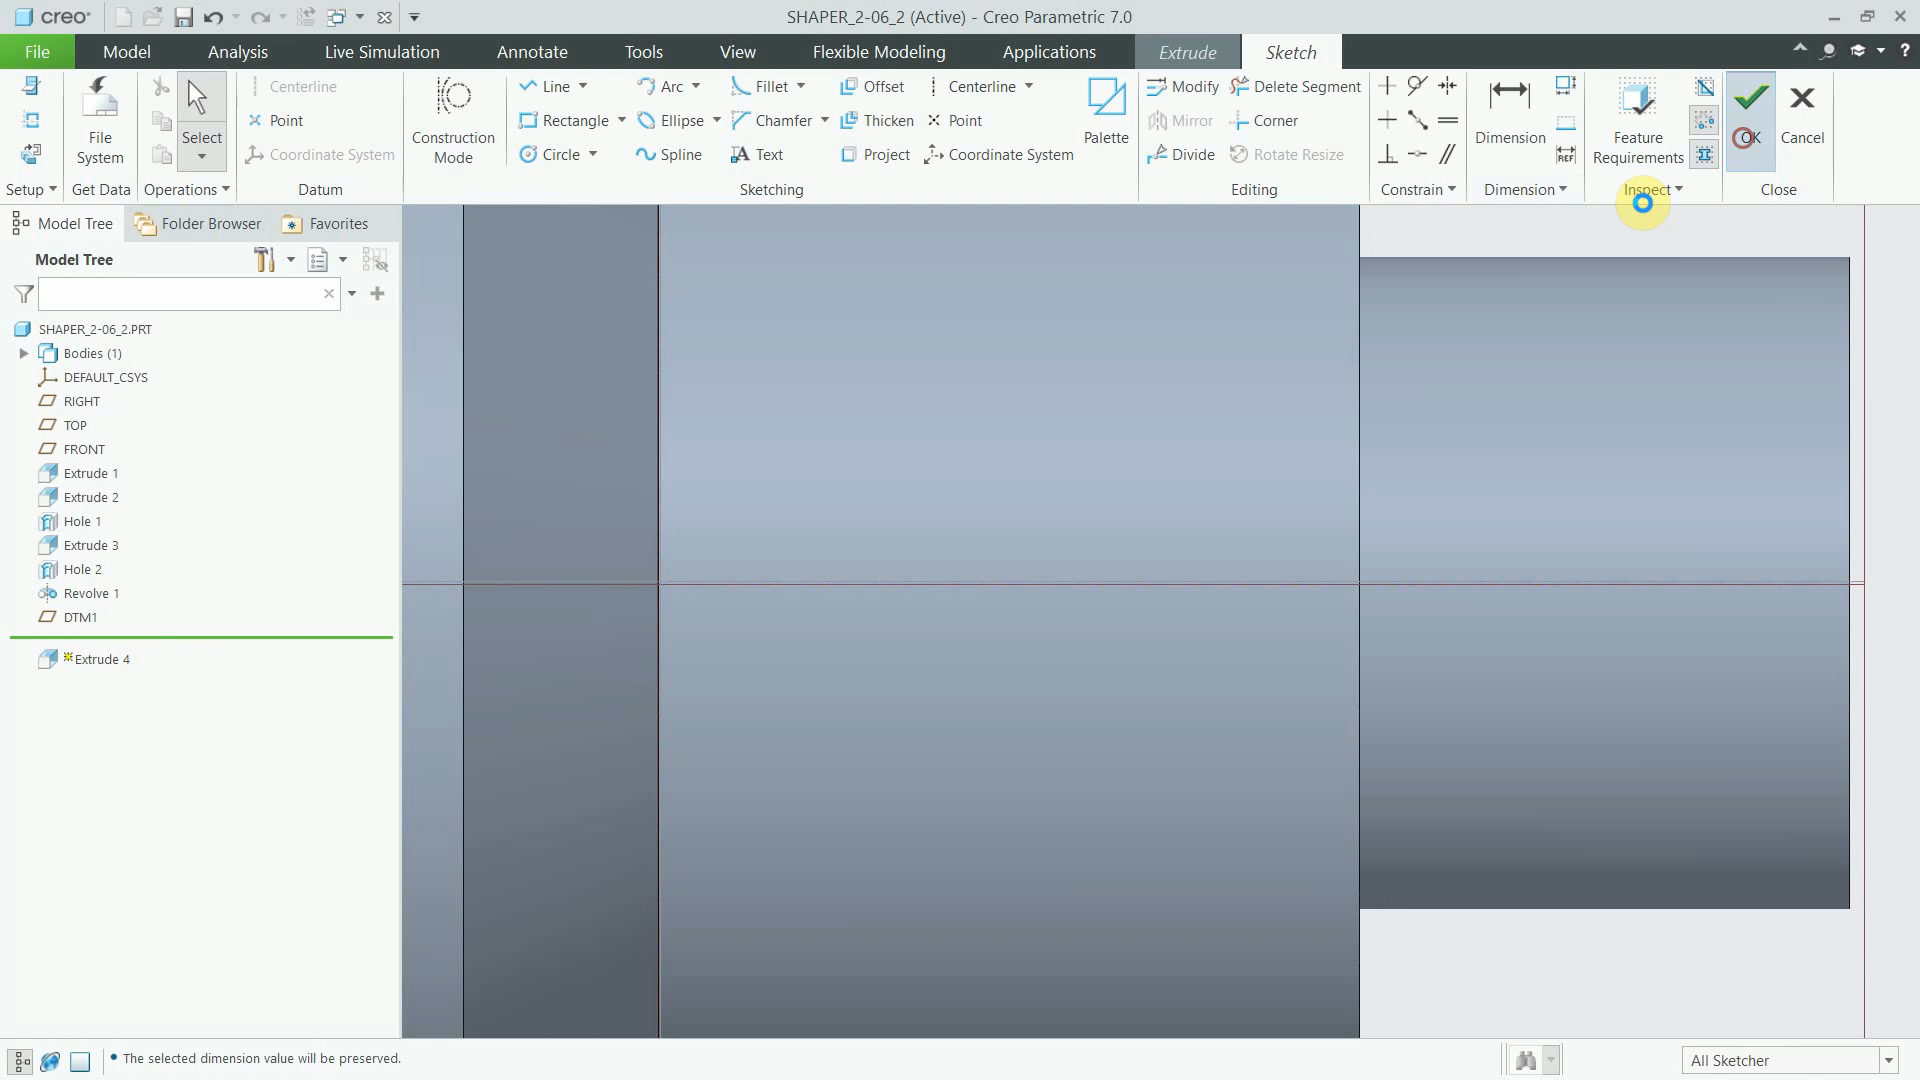 creo
SHAPER_2-06_2 (Active) - Creo Parametric 7.0
File Model Analysis Live Simulation Annotate Tools View Flexible Modeling Applications Extrude Sketch
Centerline Line Arc Fillet Offset Centerline Modify Delete Segment
Point Rectangle Ellipse Chamfer Thicken Point Mirror Corner
File System Select Construction Mode Palette Dimension Feature Requirements OK Cancel
Coordinate System Circle Spline Text Project Coordinate System Divide Rotate Resize
REF
Setup Get Data Operations Datum Sketching Editing Constrain Dimension Inspect Close
Model Tree Folder Browser Favorites
Model Tree
SHAPER_2-06_2.PRT
Bodies (1)
DEFAULT_CSYS
RIGHT
TOP
FRONT
Extrude 1
Extrude 2
Hole 1
Extrude 3
Hole 2
Revolve 1
DTM1
Extrude 4
The selected dimension value will be preserved.
All Sketcher